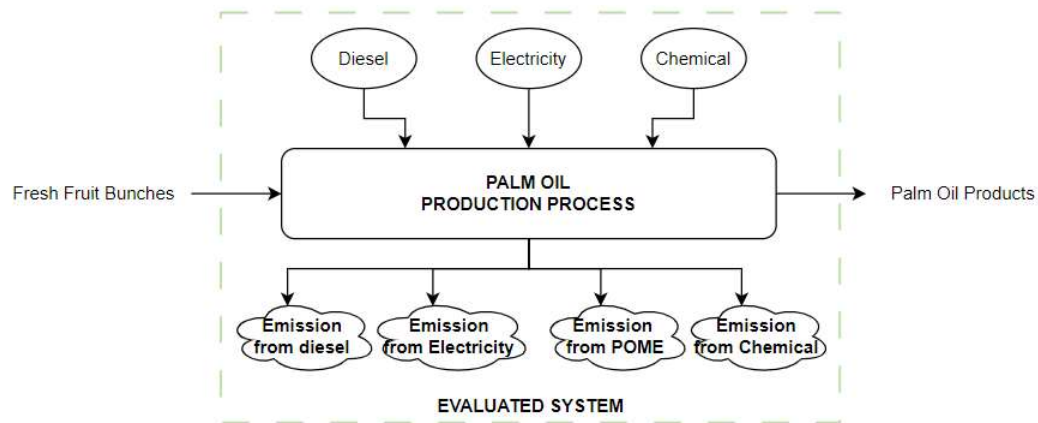 Diesel
Electricity
Chemical
Fresh Fruit Bunches
PALM OIL
PRODUCTION PROCESS
Palm Oil Products
Emission
from diesel
Emission
from Electricity
Emission
from POME
Emission
from Chemical
EVALUATED SYSTEM